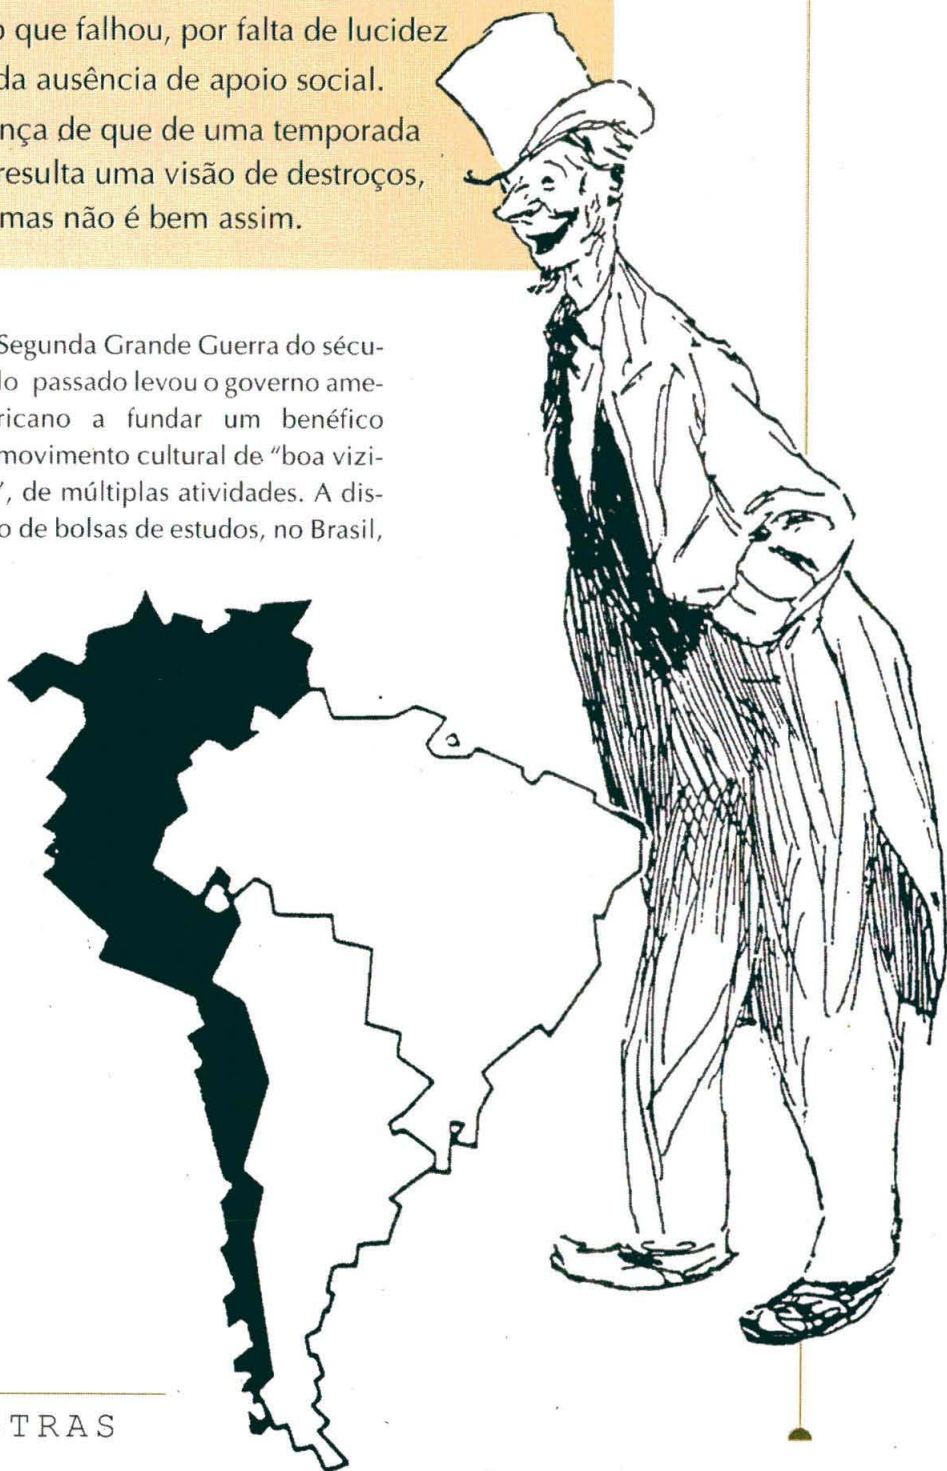 que falhou, por falta de lucidez
da ausência de apoio social.
nça de que de uma temporada
resulta uma visão de destroços,
mas não é bem assim.
Segunda Grande Guerra do sécu-
lo passado levou o governo ame-
ricano a fundar um benéfico
movimento cultural de "boa vizi-
", de múltiplas atividades. A dis-
o de bolsas de estudos, no Brasil,
TRAS